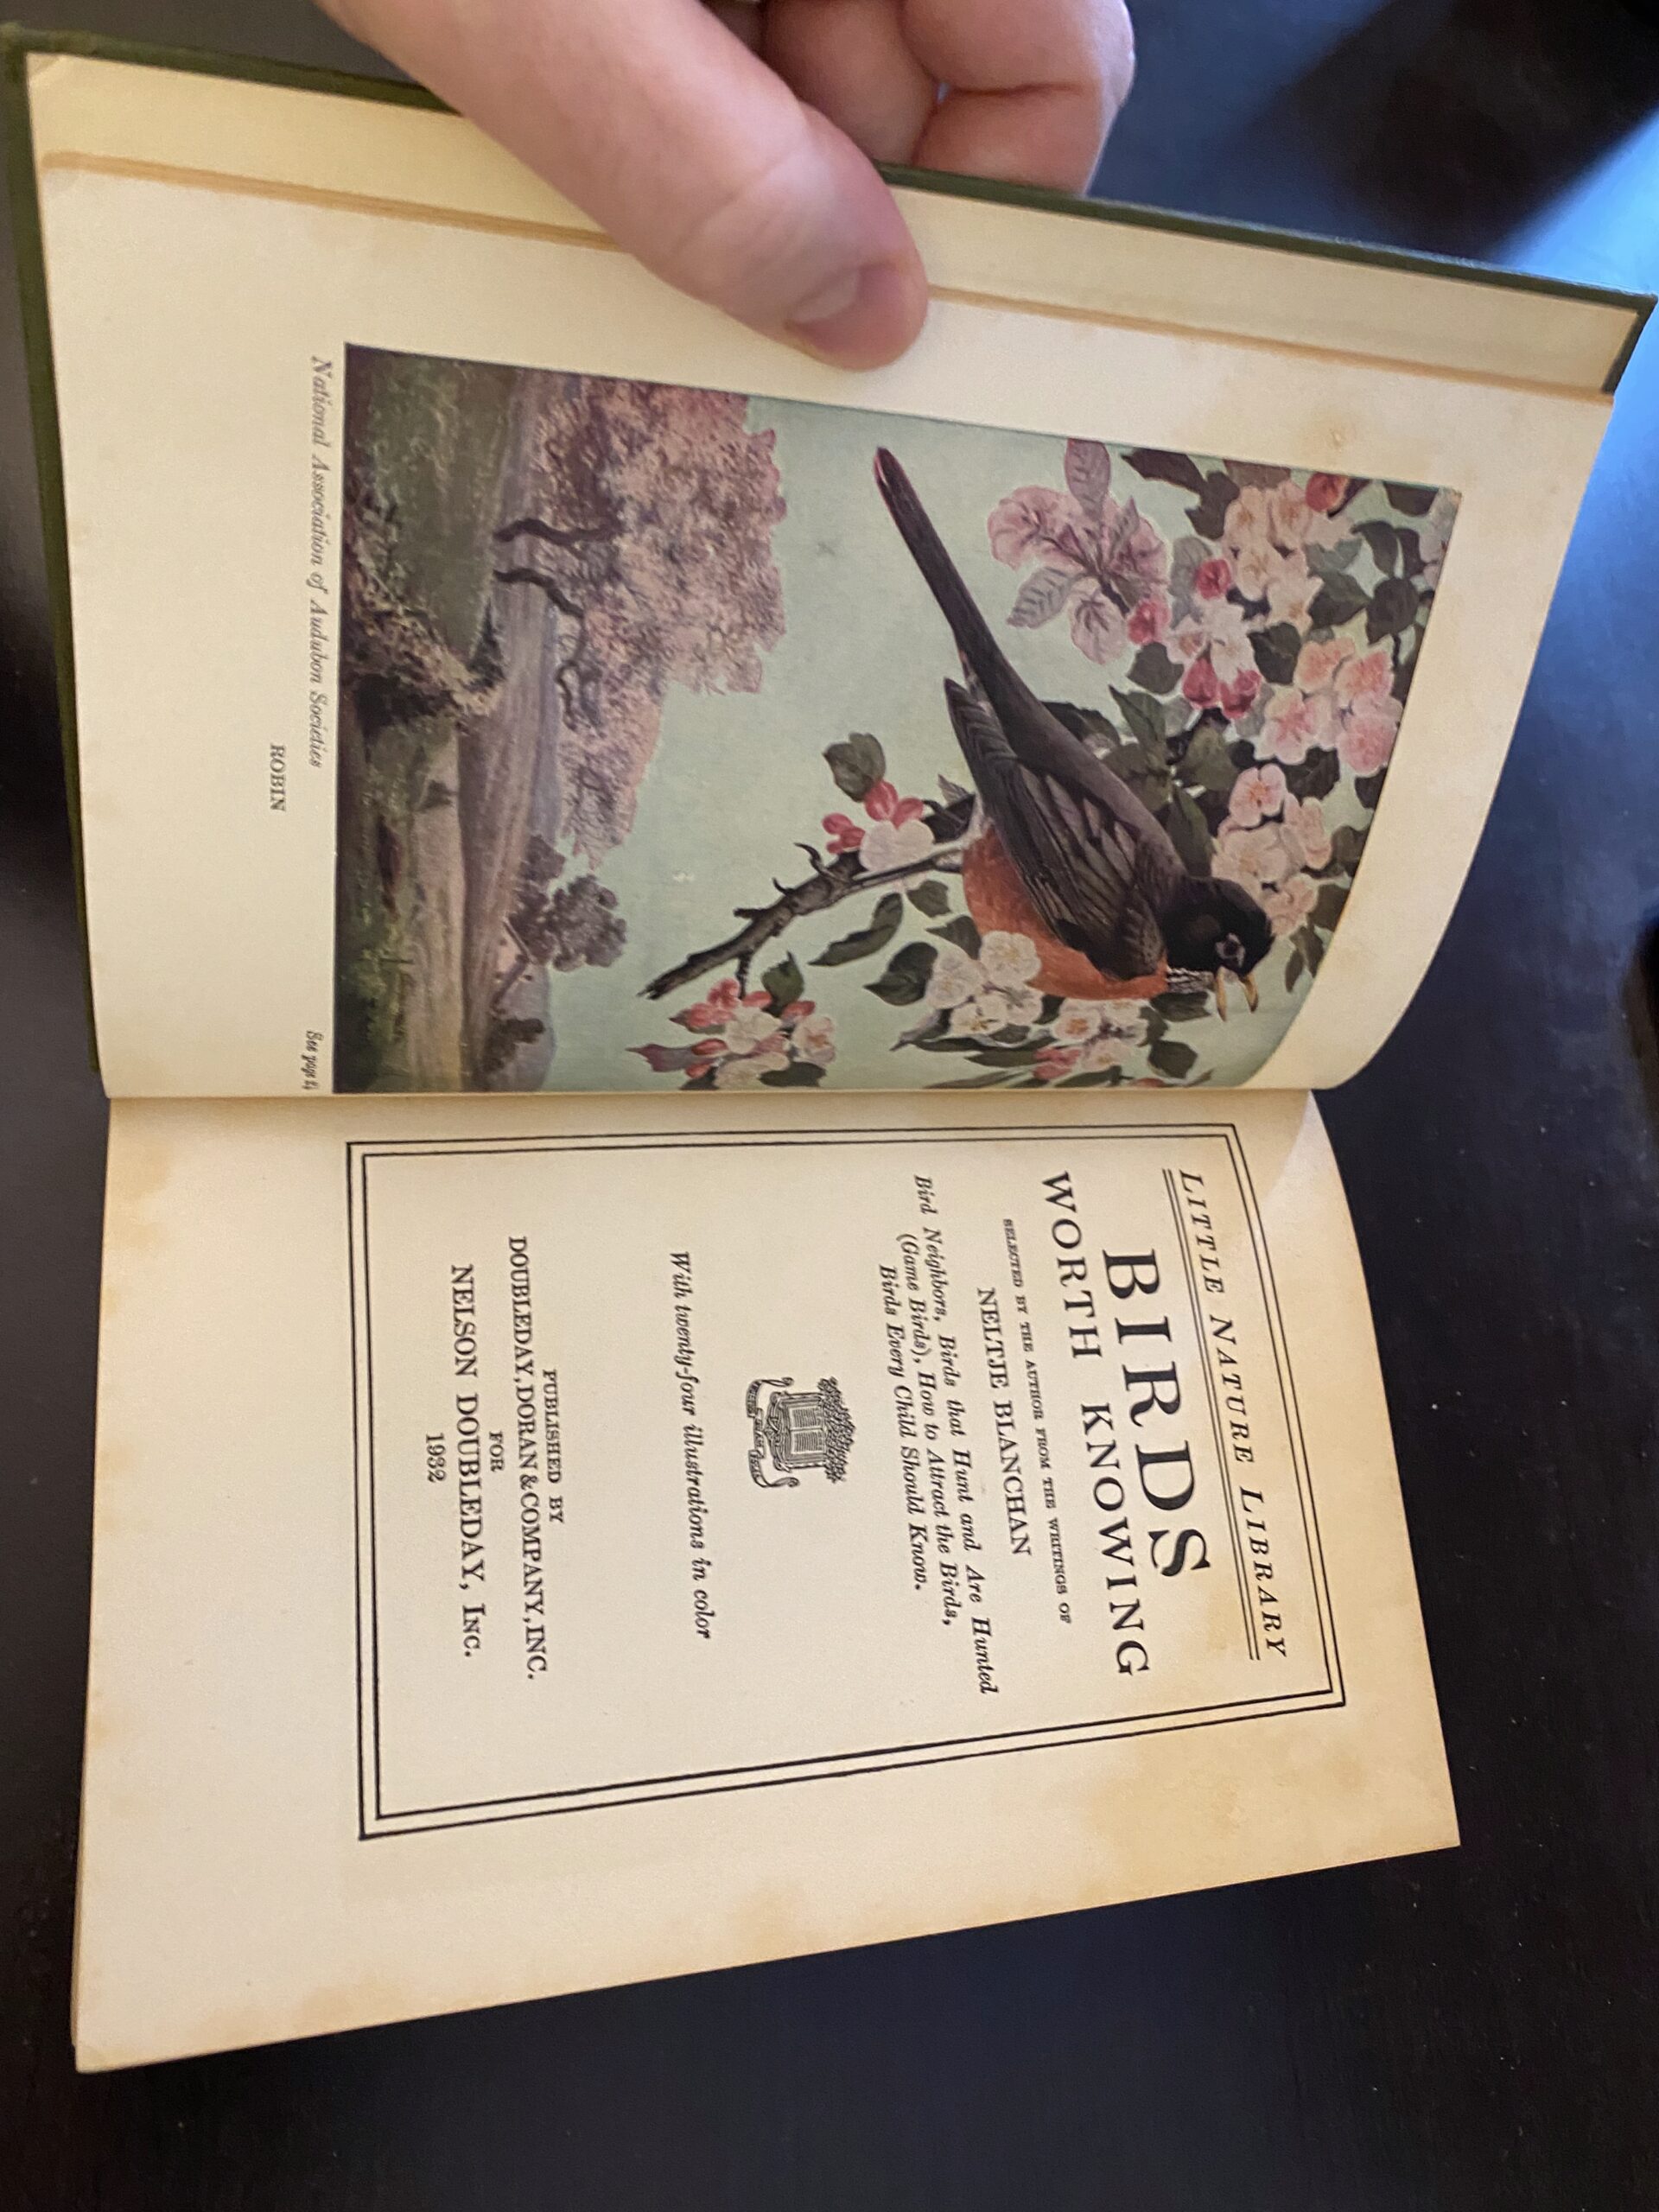 National Association of Audubon Societies
See page
ROBIN
LITTLE NATURE LIBRARY
BIRDS
WORTH KNOWING
SELECTED BY THE AUTHOR FROM THE WRITINGS OF
NELTJE BLANCHAN
Bird Neighbors, Birds that Hunt and Are Hunted
(Game Birds), How to Attract the Birds,
Birds Every Child Should Know.
With twenty-four illustrations in color
PUBLISHED BY
DOUBLEDAY, DORAN & COMPANY, INC.
FOR
NELSON DOUBLEDAY, INC.
1932